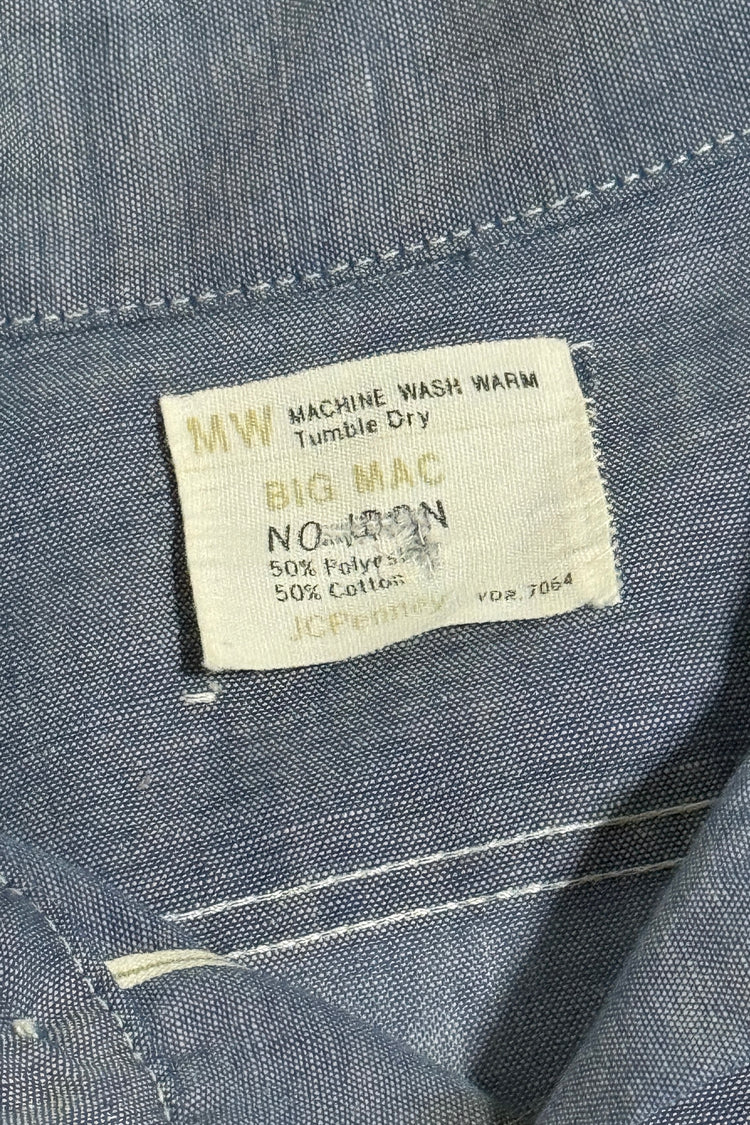 MW MACHINE WASH WARM
Tumble Dry
BIG MAC
NO IRON
50% Polyester
50% Cotton
JCPenney